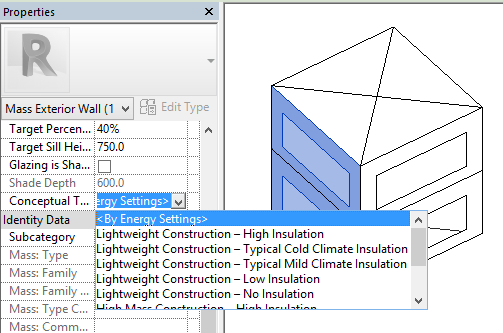 Properties
Mass Exterior Wall (1
Edit Type
Target Percen... 40%
Target Sill Hei... 750.0
Glazing is Sha...
Shade Depth 600.0
Conceptual T... ergy Settings>
Identity Data
<By Energy Settings>
Subcategory
Lightweight Construction – High Insulation
Mass: Type
Lightweight Construction – Typical Cold Climate Insulation
Mass: Family
Lightweight Construction – Typical Mild Climate Insulation
Mass: Family ...
Lightweight Construction – Low Insulation
Mass: Type C...
Lightweight Construction – No Insulation
Mass: Comm...
High Mass Construction – High Insulation